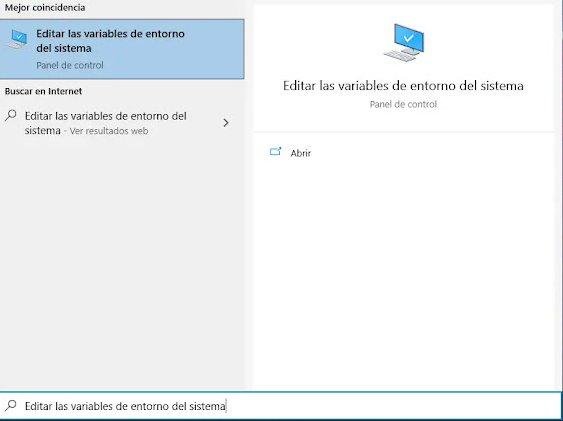 Mejor coincidencia
Editar las variables de entorno
del sistema
Panel de control
Buscar en Internet
Editar las variables de entorno del
sistema - Ver resultados web
Editar las variables de entorno del sistema
Panel de control
Abrir
Editar las variables de entorno del sistema